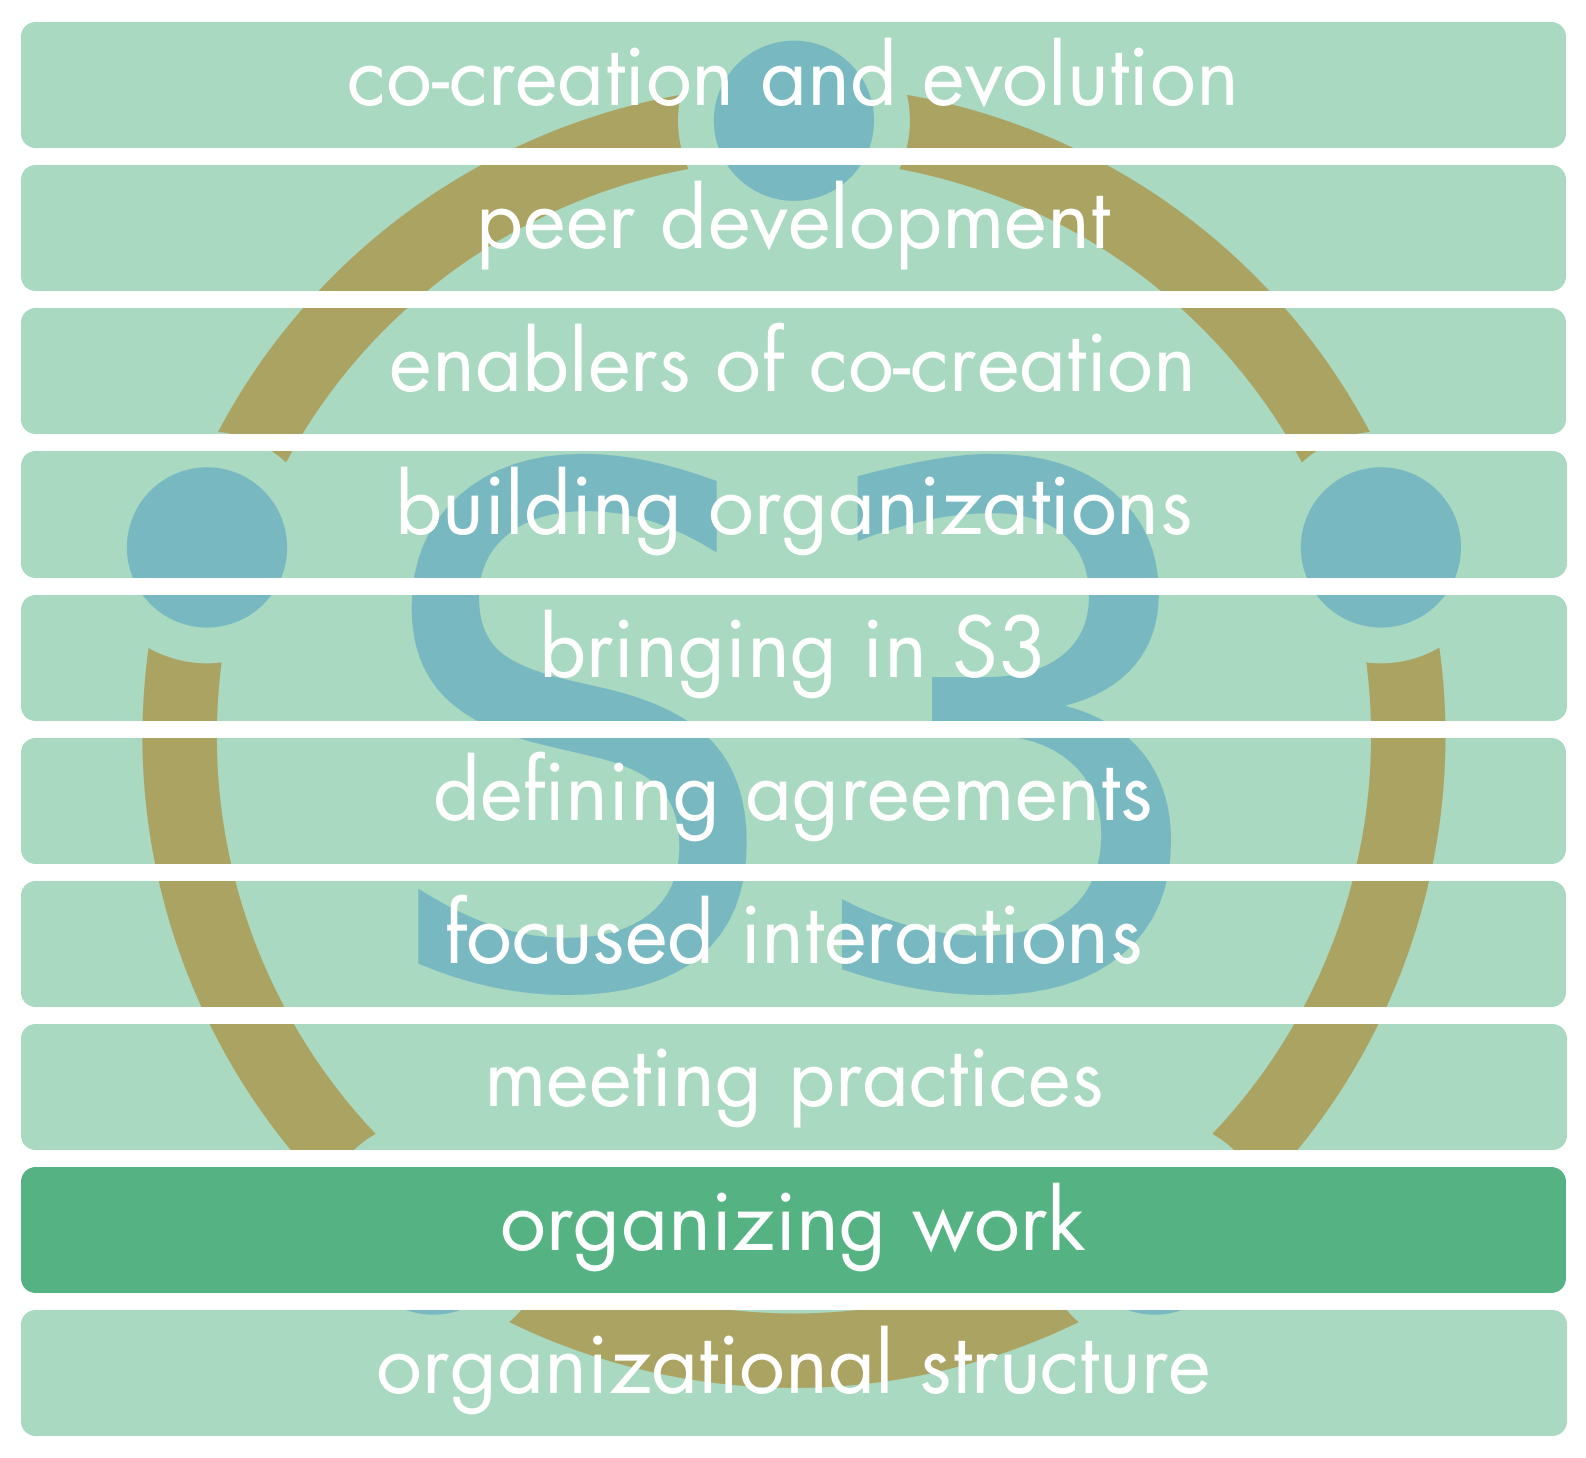 co-creation and evolution
peer development
enablers of co-creation
building organizations
bringing in S3
defining agreements
focused interactions
meeting practices
organizing work
organizational structure
S3